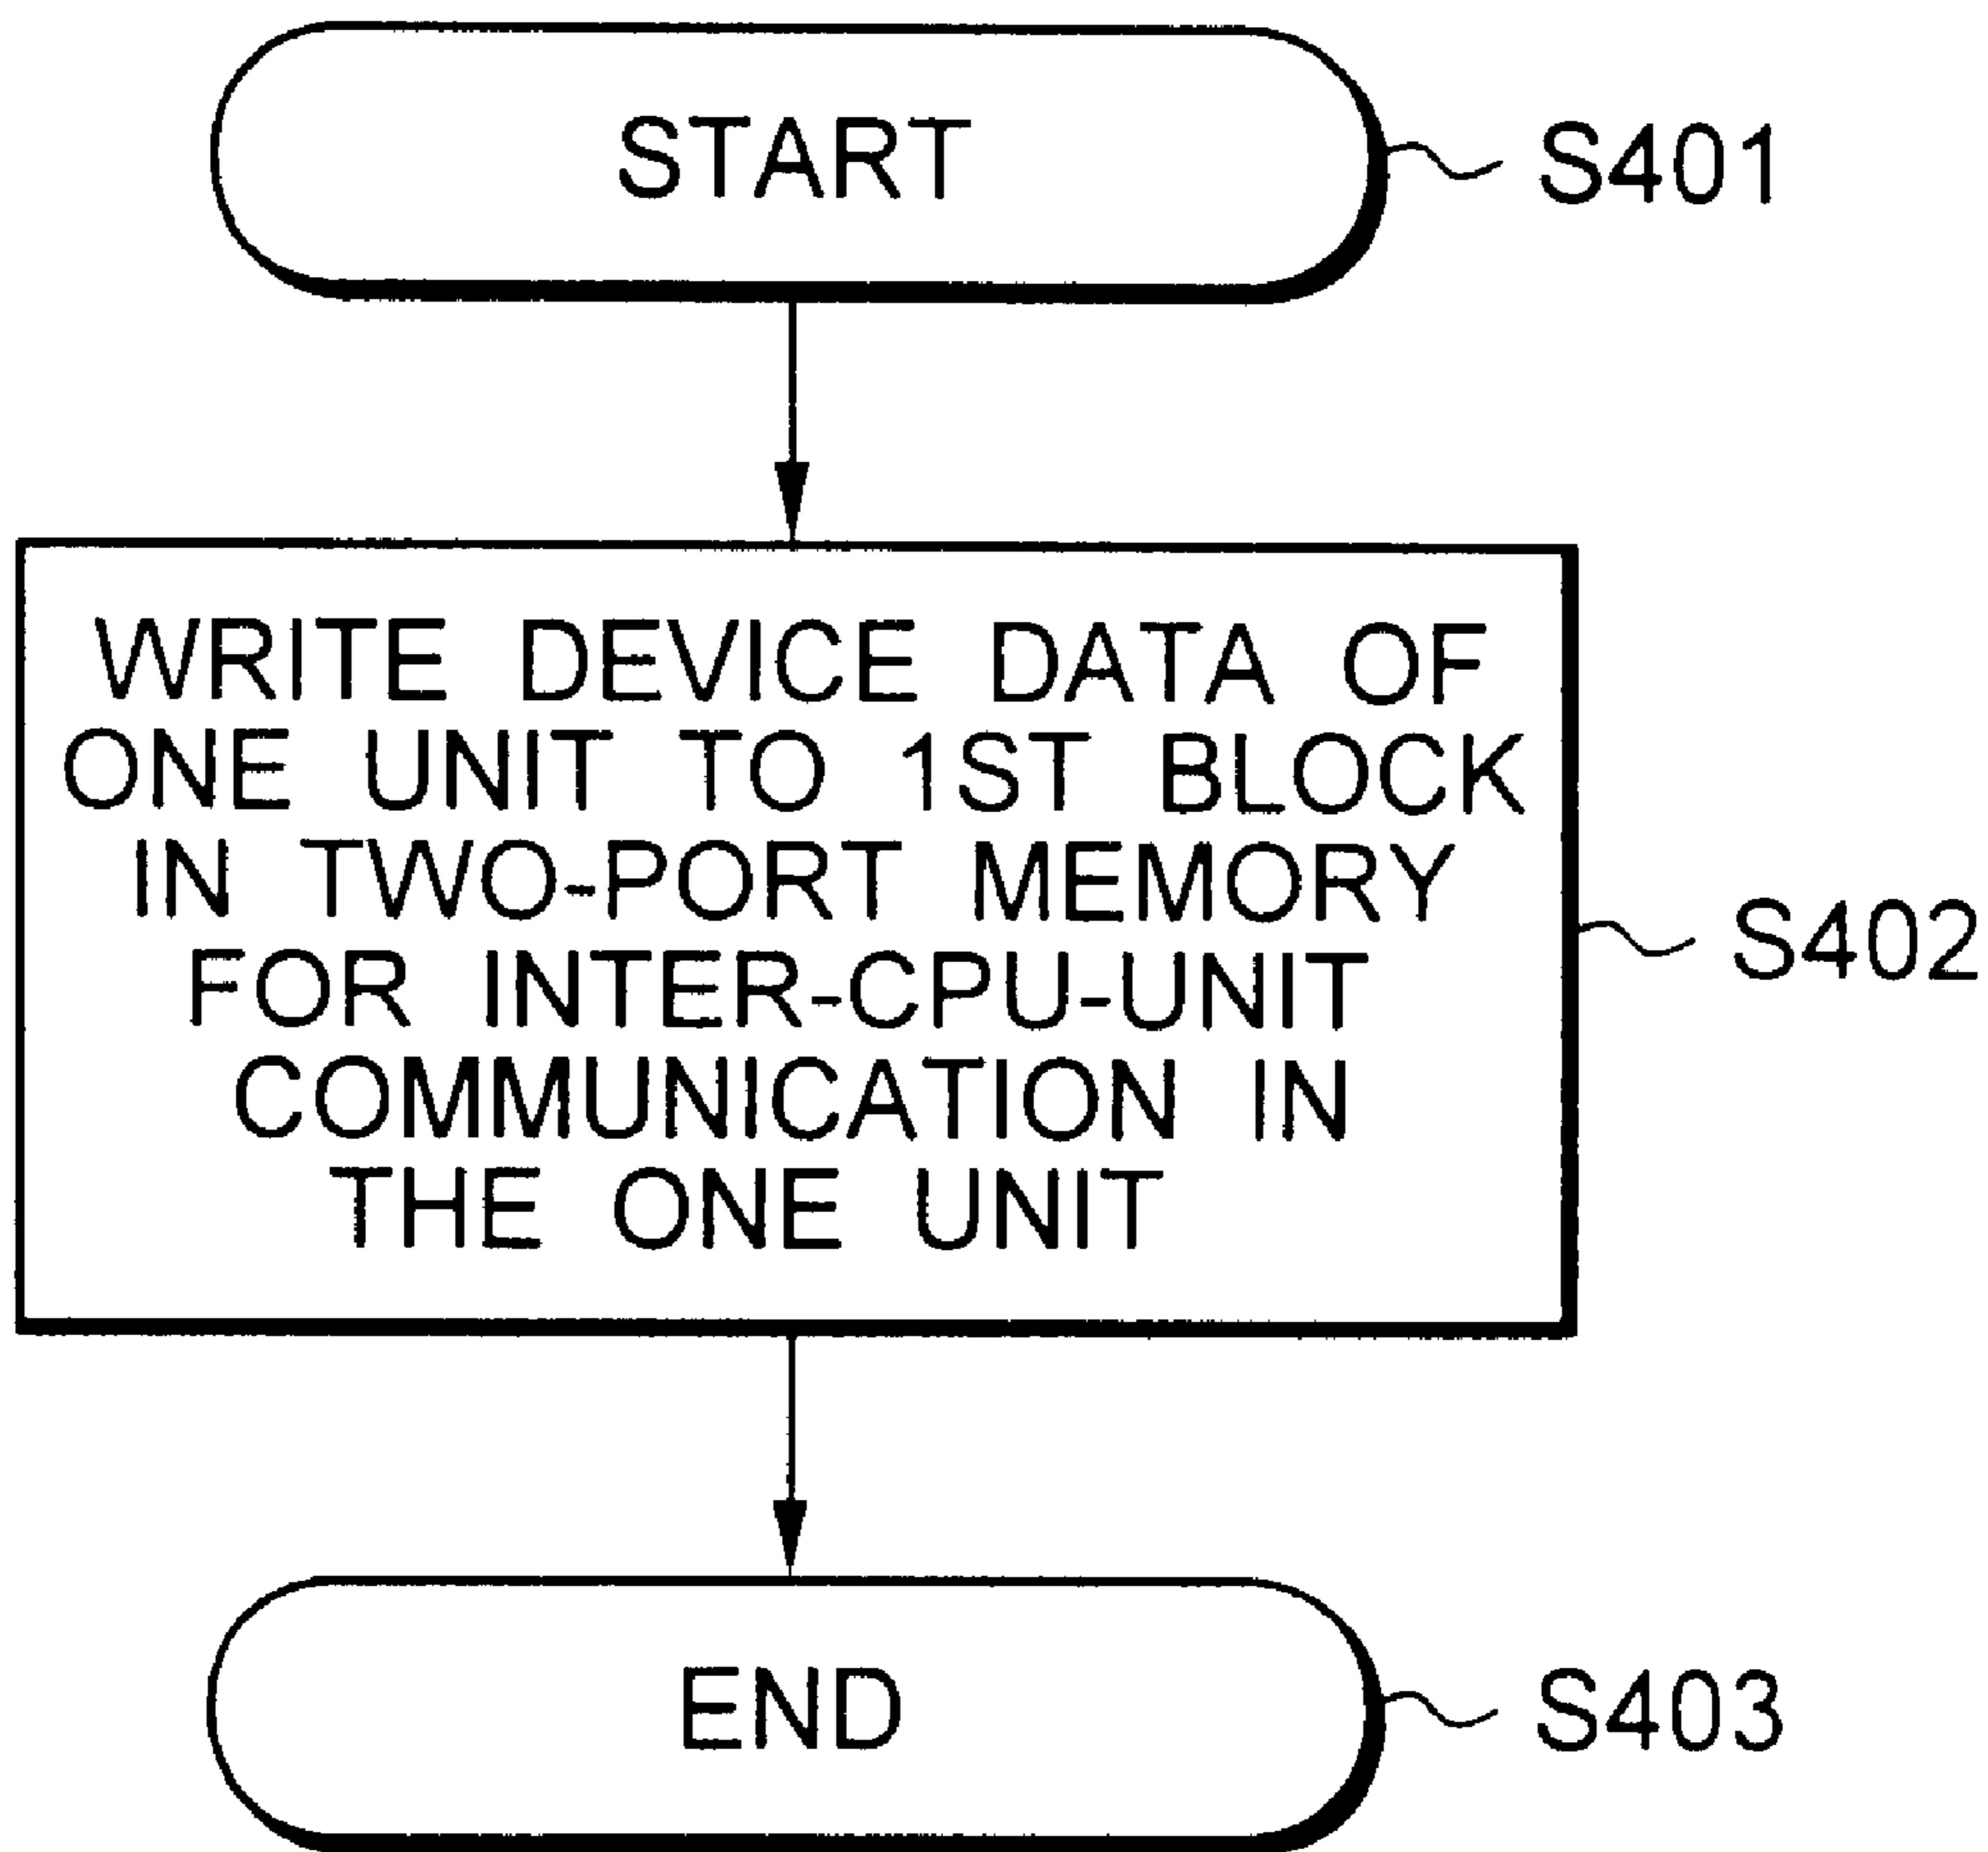 START
S401
WRITE DEVICE DATA OF
ONE UNIT TO 1ST BLOCK
IN TWO-PORT MEMORY
FOR INTER-CPU-UNIT
COMMUNICATION IN
THE ONE UNIT
S402
END
S403